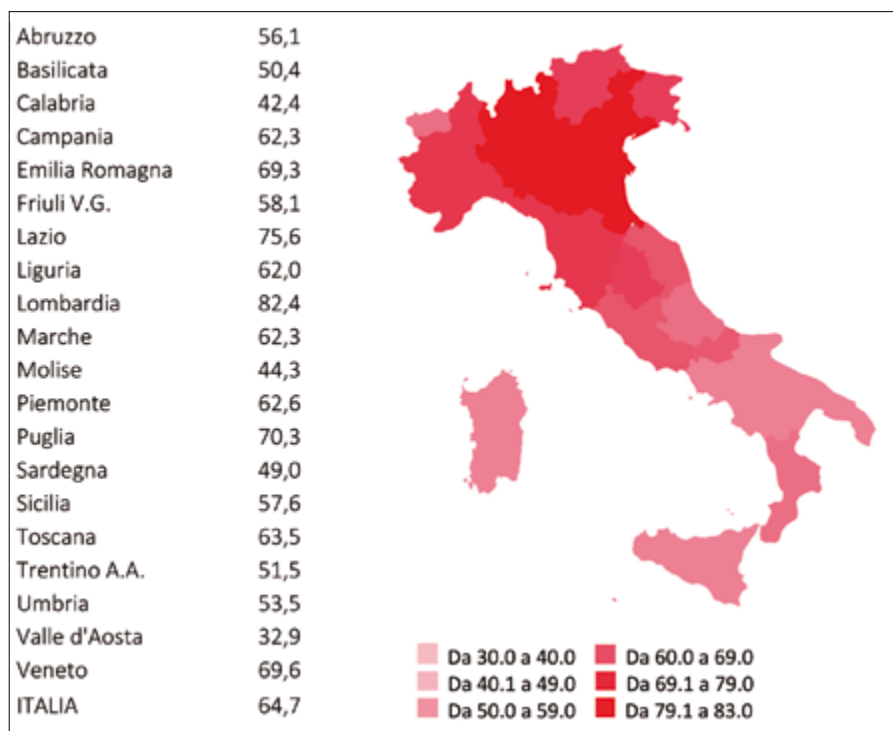 Abruzzo 56,1
Basilicata 50,4
Calabria 42,4
Campania 62,3
Emilia Romagna 69,3
Friuli V.G. 58,1
Lazio 75,6
Liguria 62,0
Lombardia 82,4
Marche 62,3
Molise 44,3
Piemonte 62,6
Puglia 70,3
Sardegna 49,0
Sicilia 57,6
Toscana 63,5
Trentino A.A. 51,5
Umbria 53,5
Valle d'Aosta 32,9
Veneto 69,6
ITALIA 64,7
Da 30.0 a 40.0 Da 60.0 a 69.0
Da 40.1 a 49.0 Da 69.1 a 79.0
Da 50.0 a 59.0 Da 79.1 a 83.0